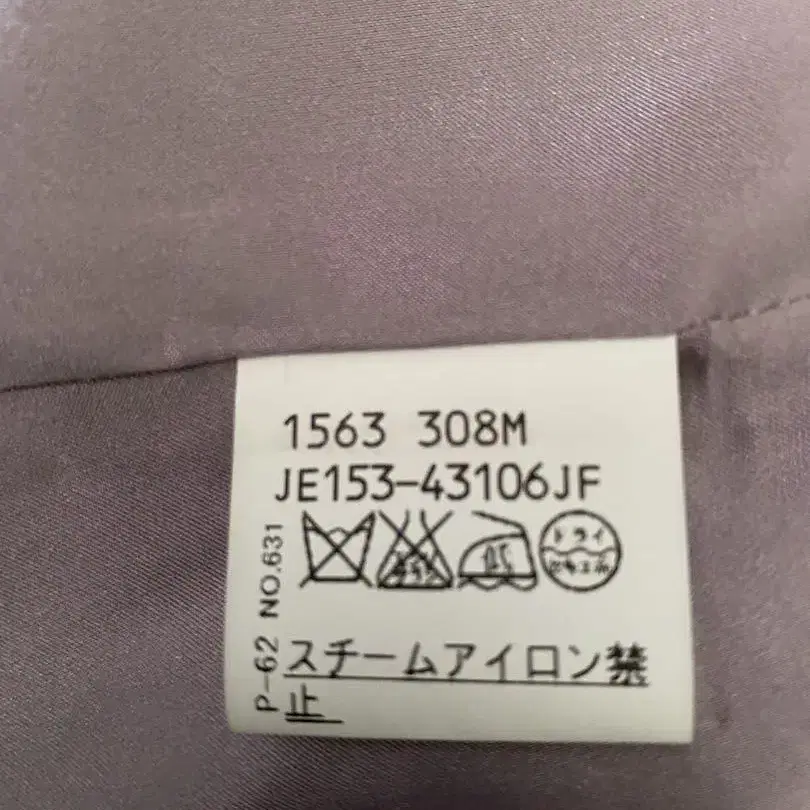 1563 308M
JE153-43106JF
ドライ
スチームアイロン禁
止
P-62 NO.631